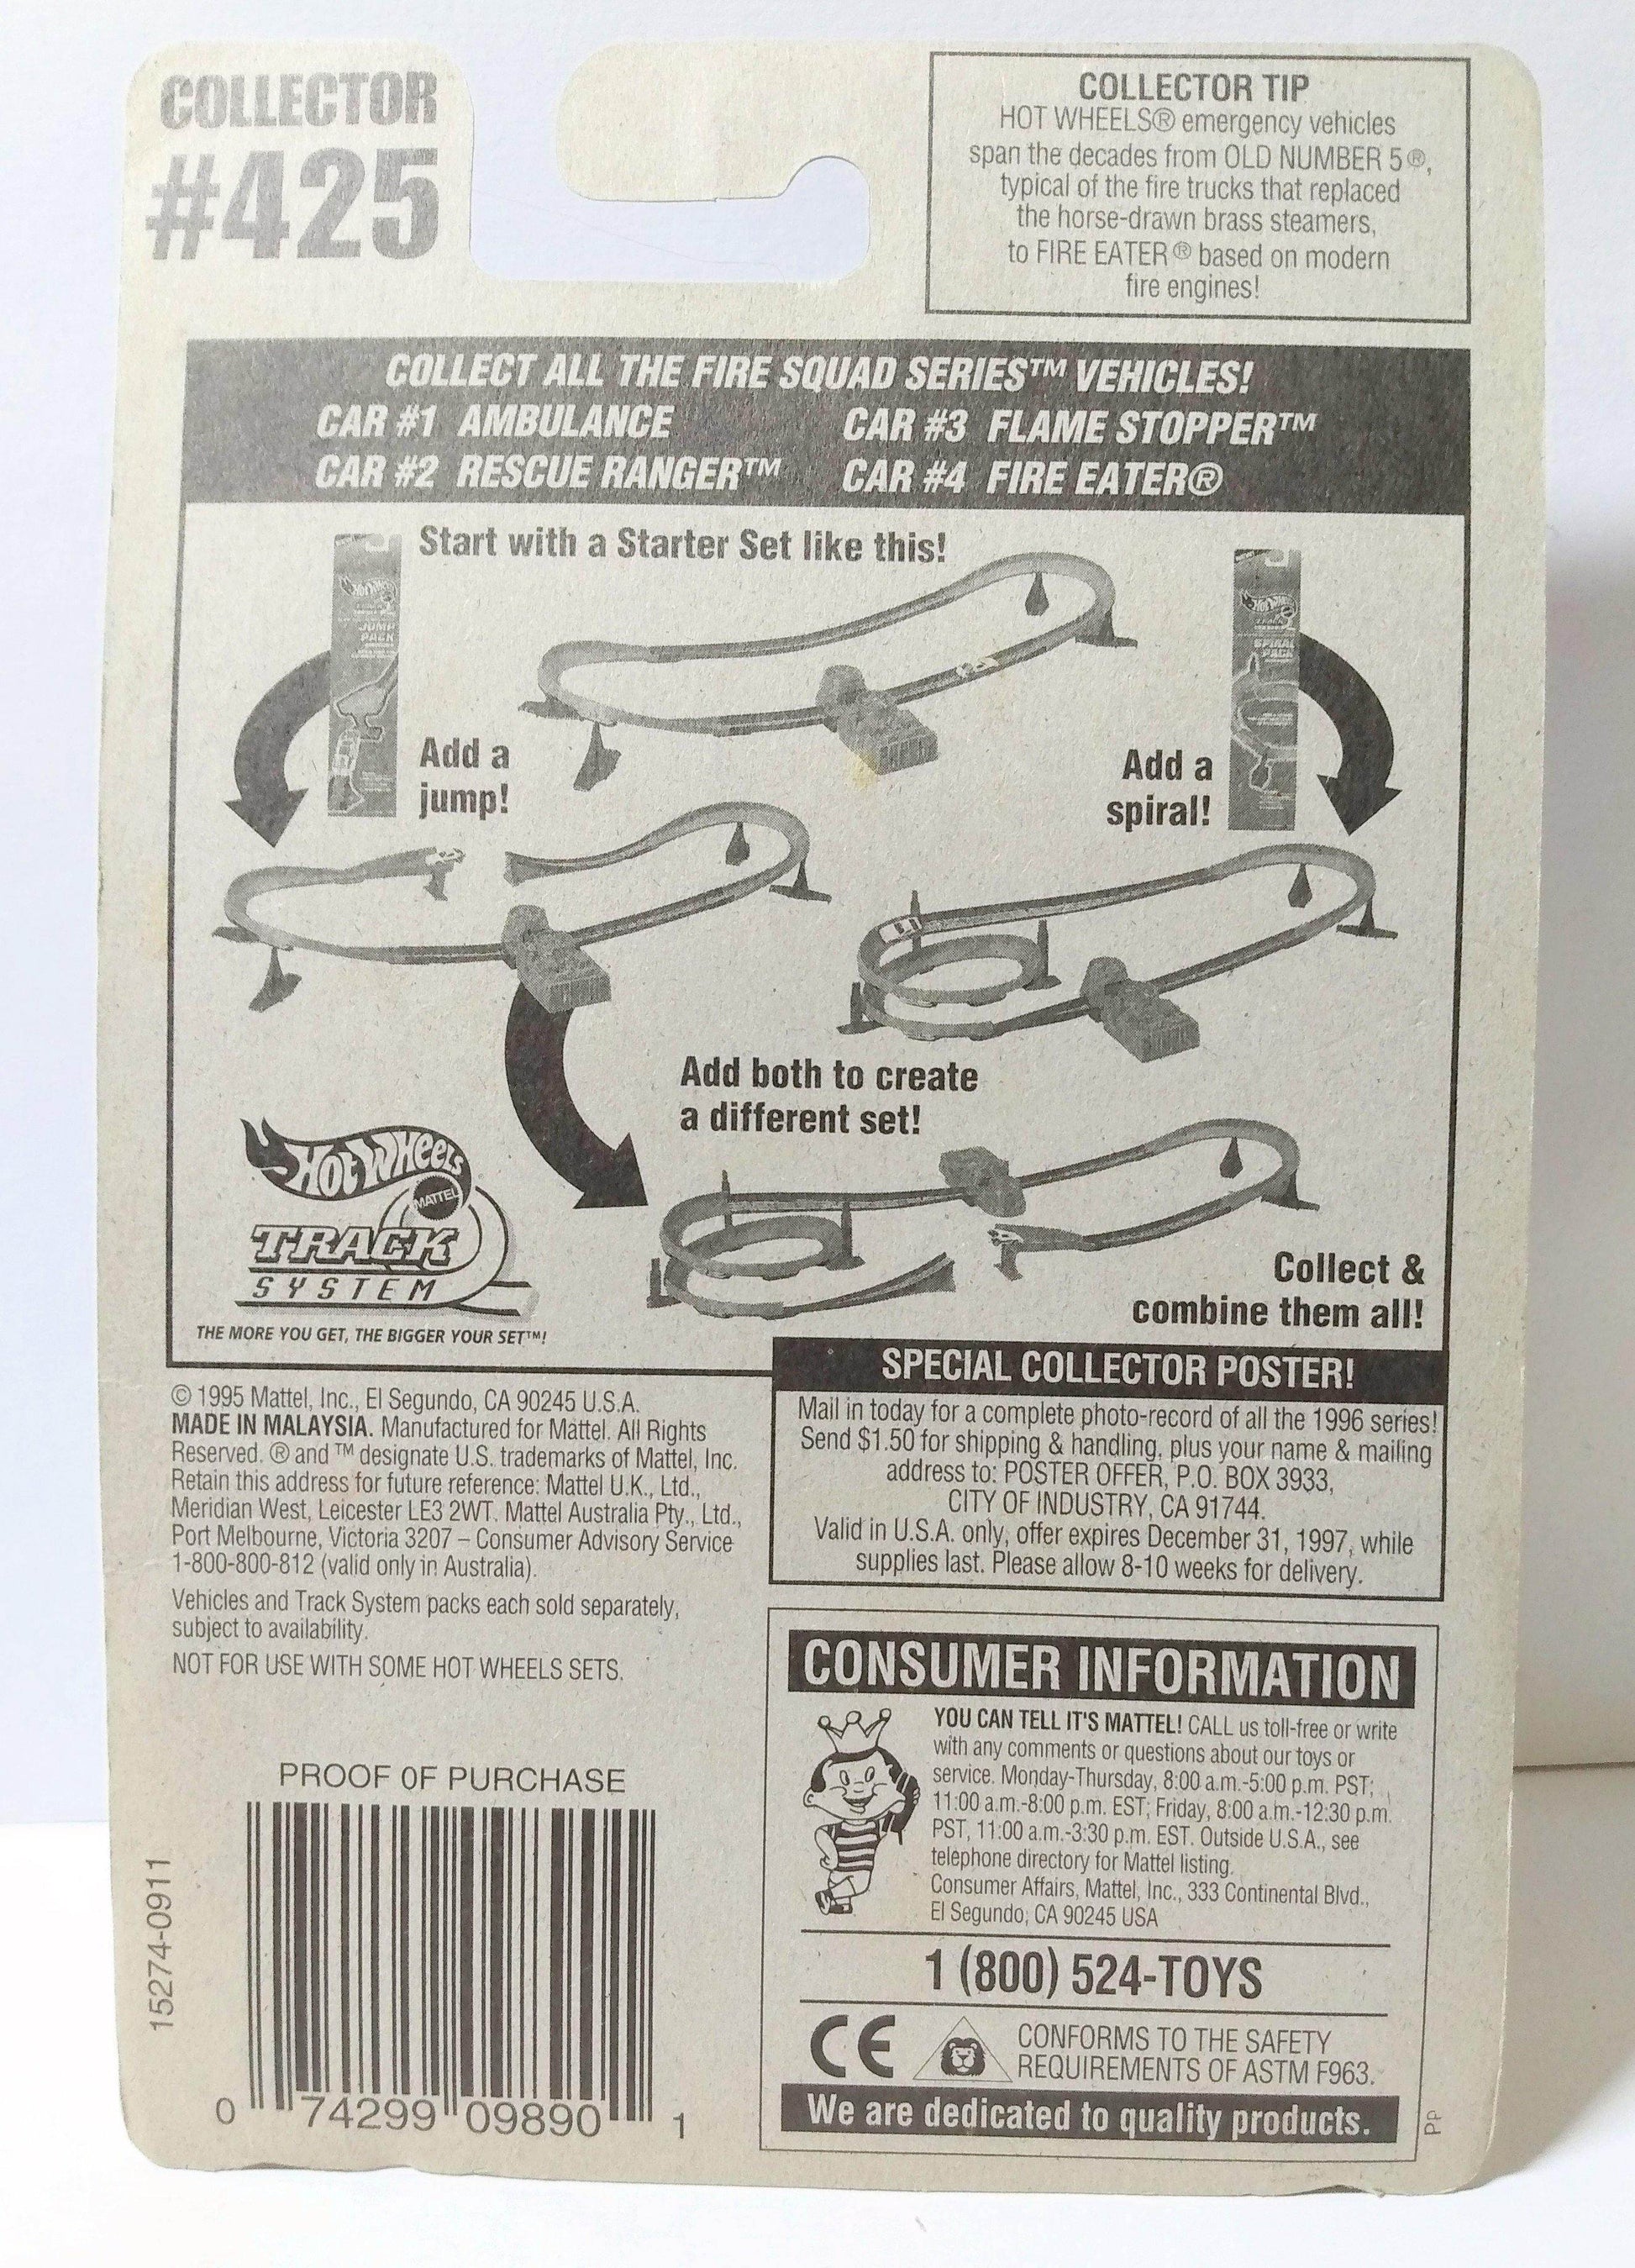 COLLECTOR
#425
COLLECTOR TIP
HOT WHEELS® emergency vehicles
span the decades from OLD NUMBER 5®,
typical of the fire trucks that replaced
the horse-drawn brass steamers,
to FIRE EATER® based on modern
fire engines!
COLLECT ALL THE FIRE SQUAD SERIES™ VEHICLES!
CAR #1 AMBULANCE
CAR #2 RESCUE RANGER™
CAR #3 FLAME STOPPER™
CAR #4 FIRE EATER®
Start with a Starter Set like this!
Hot Wheels
JUMP
PACK
Add a
jump!
Hot Wheels
SPIRAL
PACK
Add a
spiral!
Add both to create
a different set!
Hot Wheels
MATTEL
TRACK
SYSTEM
THE MORE YOU GET, THE BIGGER YOUR SET™!
Collect &
combine them all!
© 1995 Mattel, Inc., El Segundo, CA 90245 U.S.A.
MADE IN MALAYSIA. Manufactured for Mattel. All Rights
Reserved. ® and ™ designate U.S. trademarks of Mattel, Inc.
Retain this address for future reference: Mattel U.K., Ltd.,
Meridian West, Leicester LE3 2WT. Mattel Australia Pty., Ltd.,
Port Melbourne, Victoria 3207 – Consumer Advisory Service
1-800-800-812 (valid only in Australia).
Vehicles and Track System packs each sold separately,
subject to availability.
NOT FOR USE WITH SOME HOT WHEELS SETS.
SPECIAL COLLECTOR POSTER!
Mail in today for a complete photo-record of all the 1996 series!
Send $1.50 for shipping & handling, plus your name & mailing
address to: POSTER OFFER, P.O. BOX 3933,
CITY OF INDUSTRY, CA 91744.
Valid in U.S.A. only, offer expires December 31, 1997, while
supplies last. Please allow 8-10 weeks for delivery.
CONSUMER INFORMATION
YOU CAN TELL IT'S MATTEL! CALL us toll-free or write
with any comments or questions about our toys or
service. Monday-Thursday, 8:00 a.m.-5:00 p.m. PST;
11:00 a.m.-8:00 p.m. EST; Friday, 8:00 a.m.-12:30 p.m.
PST, 11:00 a.m.-3:30 p.m. EST. Outside U.S.A., see
telephone directory for Mattel listing.
Consumer Affairs, Mattel, Inc., 333 Continental Blvd.,
El Segundo, CA 90245 USA
1 (800) 524-TOYS
CE
CONFORMS TO THE SAFETY
REQUIREMENTS OF ASTM F963.
We are dedicated to quality products.
Pp
PROOF OF PURCHASE
0 74299 09890 1
15274-0911